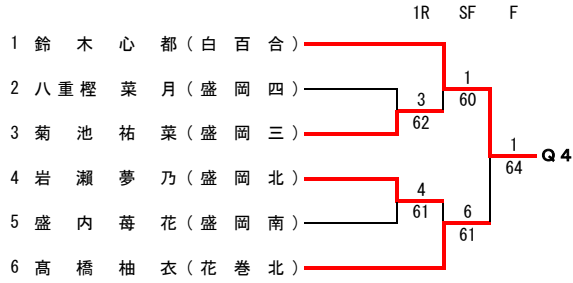 1R SF F
1 鈴木心都(白百合)
1
2 八重樫菜月(盛岡四)
3 60
62
3 菊池祐菜(盛岡三)
1 Q4
64
4 岩瀬夢乃(盛岡北)
4
61 6
5 盛内苺花(盛岡南)
61
6 髙橋柚衣(花巻北)